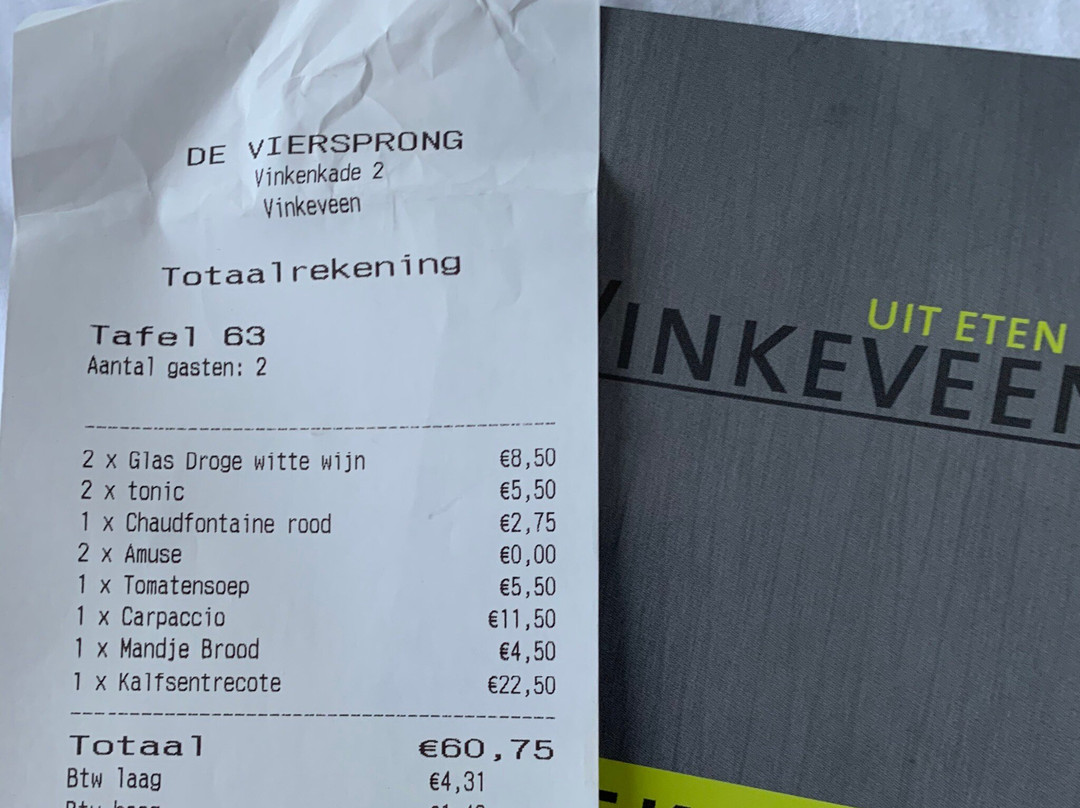 DE VIERSPRONG
Vinkenkade 2
Vinkeveen
Totaalrekening
Tafel 63
Aantal gasten: 2
2 x Glas Droge witte wijn €8,50
2 x tonic €5,50
1 x Chaudfontaine rood €2,75
2 x Amuse €0,00
1 x Tomatensoep €5,50
1 x Carpaccio €11,50
1 x Mandje Brood €4,50
1 x Kalfsentrecote €22,50
Totaal €60,75
Btw laag €4,31
UIT ETEN
VINKEVEEN